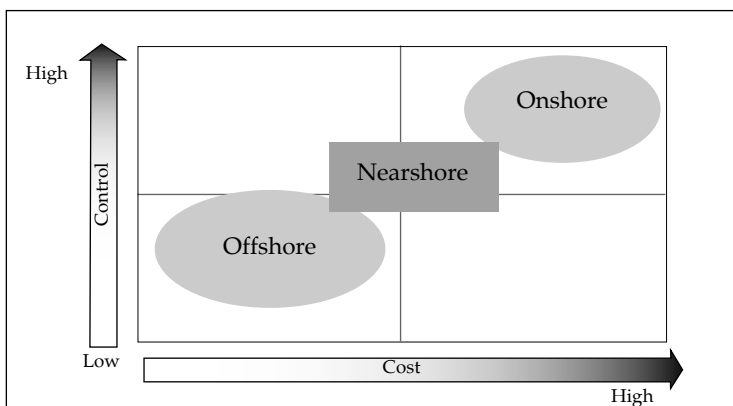 High
Onshore
Nearshore
Control
Offshore
Low
Cost
High